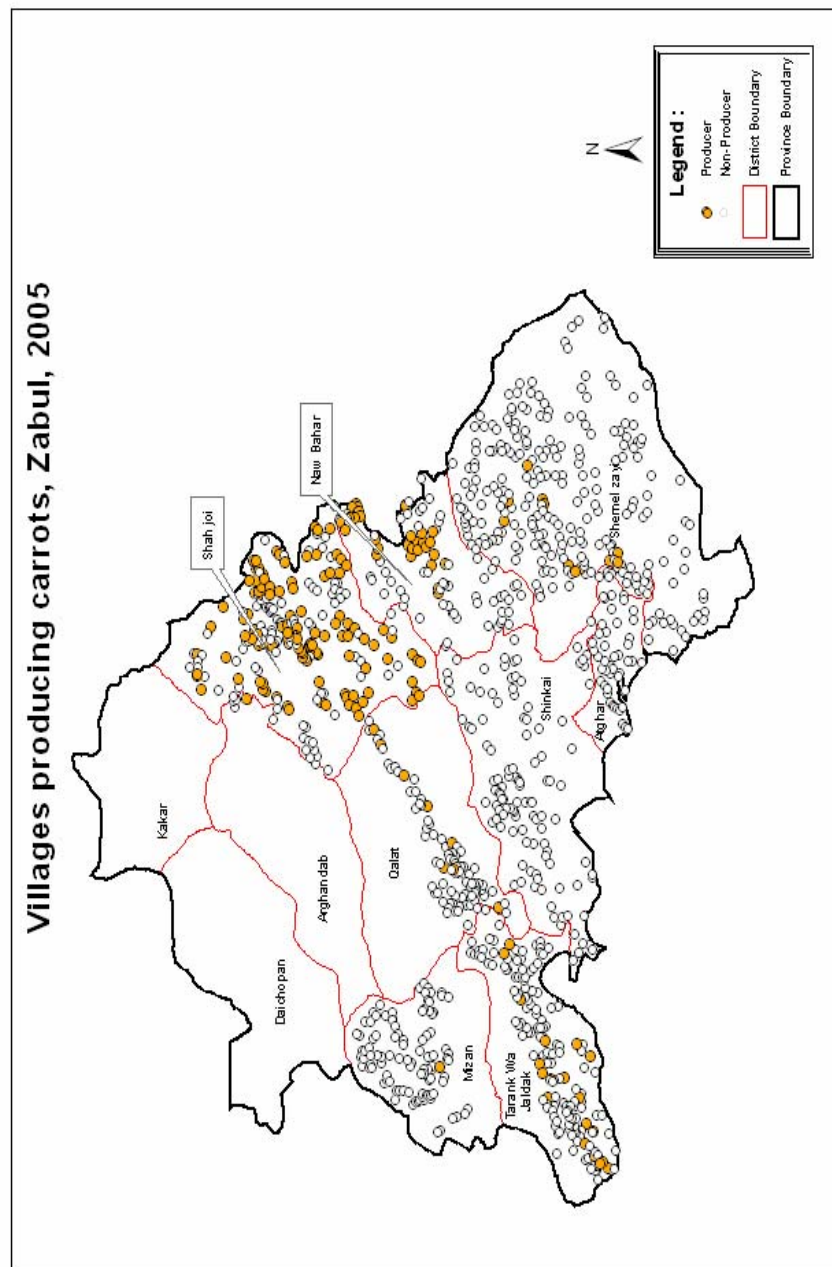 Villages producing carrots, Zabul, 2005
Kakar
Shah joi
Daichopan
Arghandab
Naw Bahar
Qalat
Mizan
Tarank Wa
Jaldak
Shinkai
Atghar
Shemel zayi
N
Legend :
Producer
Non-Producer
District Boundary
Province Boundary